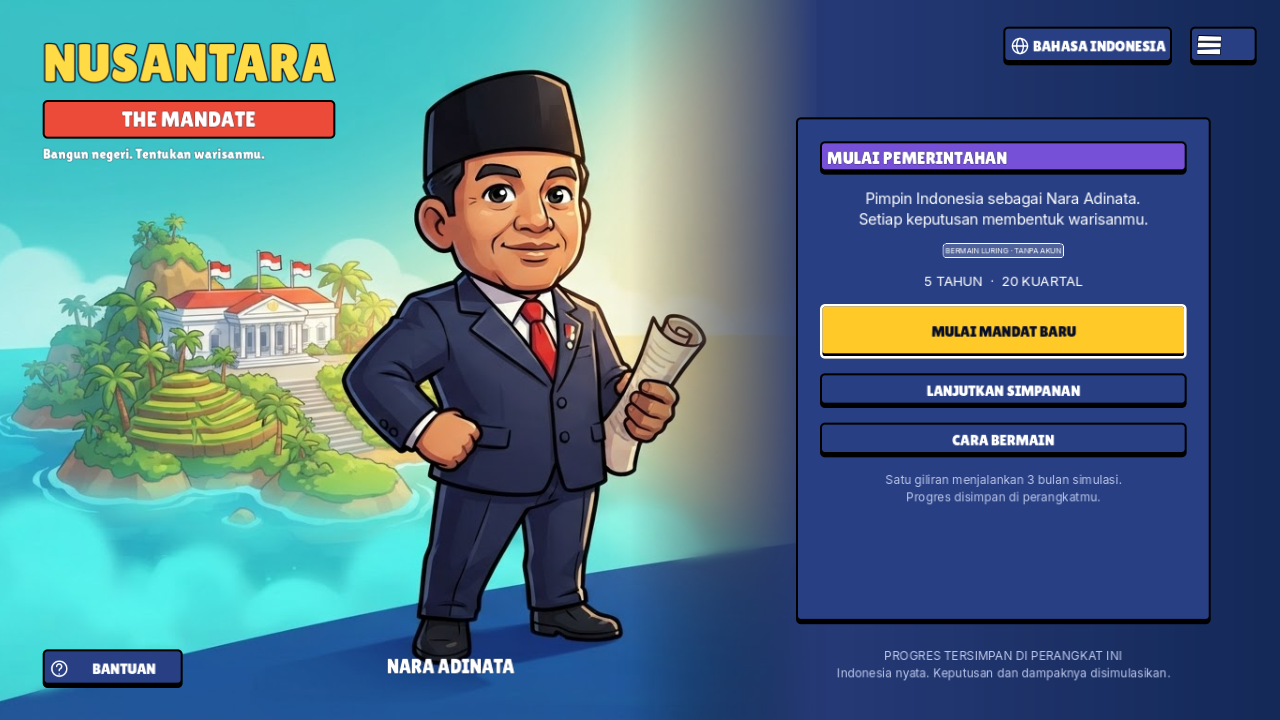 NUSANTARA
THE MANDATE
Bangun negeri. Tentukan warisanmu.
BAHASA INDONESIA
MULAI PEMERINTAHAN
Pimpin Indonesia sebagai Nara Adinata.
Setiap keputusan membentuk warisanmu.
BERMAIN LURING · TANPA AKUN
5 TAHUN · 20 KUARTAL
MULAI MANDAT BARU
LANJUTKAN SIMPANAN
CARA BERMAIN
Satu giliran menjalankan 3 bulan simulasi.
Progres disimpan di perangkatmu.
BANTUAN
NARA ADINATA
PROGRES TERSIMPAN DI PERANGKAT INI
Indonesia nyata. Keputusan dan dampaknya disimulasikan.